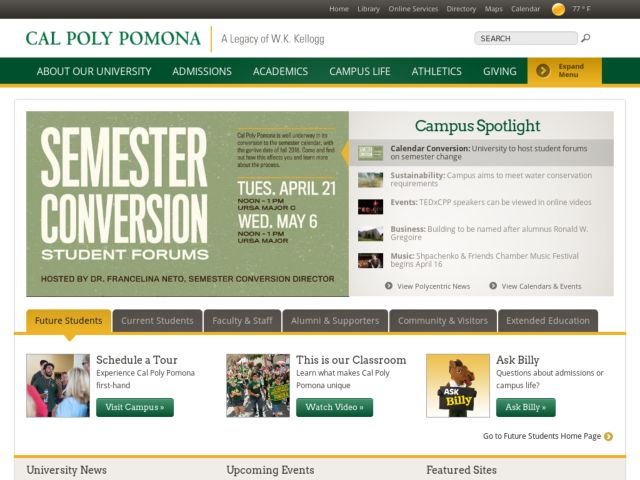 Home Library Online Services Directory Maps Calendar 77 ° F
CAL POLY POMONA A Legacy of W.K. Kellogg
SEARCH
ABOUT OUR UNIVERSITY ADMISSIONS ACADEMICS CAMPUS LIFE ATHLETICS GIVING Expand
Menu
SEMESTER
CONVERSION
STUDENT FORUMS
Cal Poly Pomona is well underway in its
conversion to the semester calendar, with
the go-live date of fall 2018. Come and find
out how this affects you and learn more
about the process.
TUES. APRIL 21
NOON - 1 PM
URSA MAJOR C
WED. MAY 6
NOON - 1 PM
URSA MAJOR
HOSTED BY DR. FRANCELINA NETO, SEMESTER CONVERSION DIRECTOR
Campus Spotlight
Calendar Conversion: University to host student forums
on semester change
Sustainability: Campus aims to meet water conservation
requirements
Events: TEDxCPP speakers can be viewed in online videos
Business: Building to be named after alumnus Ronald W.
Gregoire
Music: Shpachenko & Friends Chamber Music Festival
begins April 16
View Polycentric News View Calendars & Events
Future Students Current Students Faculty & Staff Alumni & Supporters Community & Visitors Extended Education
Schedule a Tour
Experience Cal Poly Pomona
first-hand
Visit Campus »
This is our Classroom
Learn what makes Cal Poly
Pomona unique
Watch Video »
ASK
Billy
Ask Billy
Questions about admissions or
campus life?
Ask Billy »
Go to Future Students Home Page
University News Upcoming Events Featured Sites